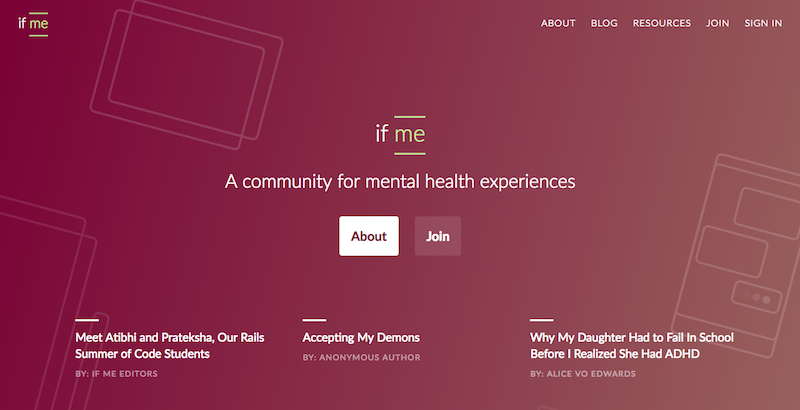 if me
ABOUT BLOG RESOURCES JOIN SIGN IN
if me
A community for mental health experiences
About Join
Meet Atibhi and Prateksha, Our Rails
Summer of Code Students
BY: IF ME EDITORS
Accepting My Demons
BY: ANONYMOUS AUTHOR
Why My Daughter Had to Fail In School
Before I Realized She Had ADHD
BY: ALICE VO EDWARDS